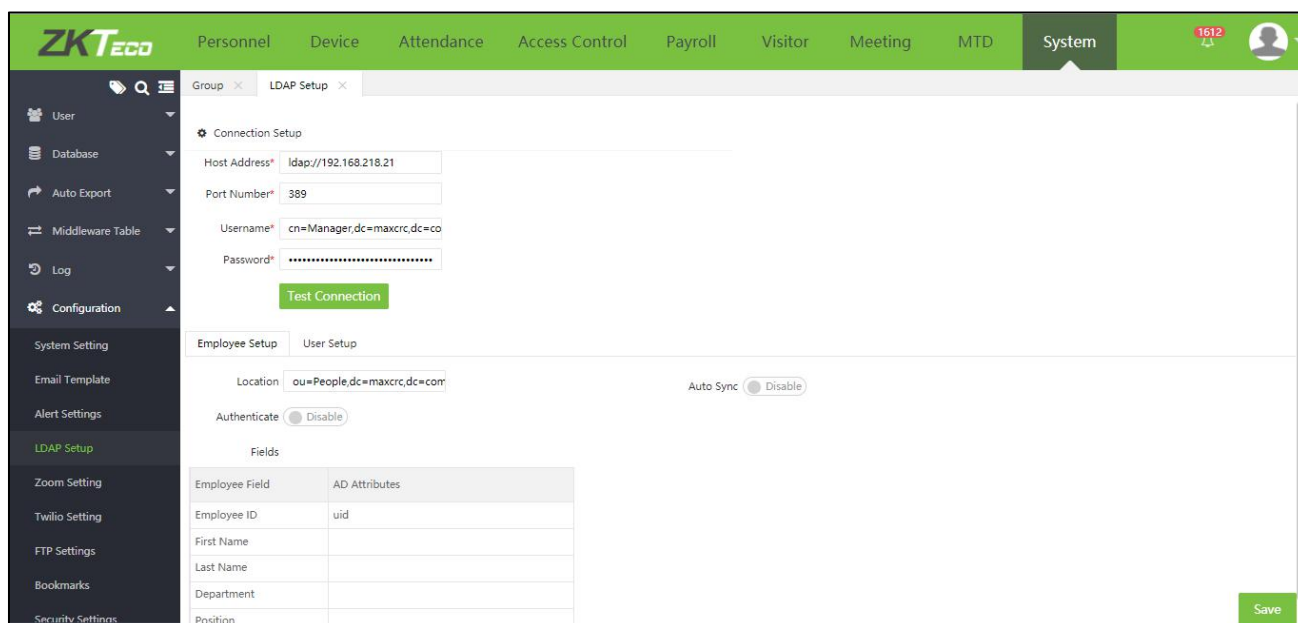 ZKTeco Personnel Device Attendance Access Control Payroll Visitor Meeting MTD System 1612
Group LDAP Setup
User
Database
Auto Export
Middleware Table
Log
Configuration
System Setting
Email Template
Alert Settings
LDAP Setup
Zoom Setting
Twilio Setting
FTP Settings
Bookmarks
Security Settings
Connection Setup
Host Address* ldap://192.168.218.21
Port Number* 389
Username* cn=Manager,dc=maxcrc,dc=co
Password* ••••••••••••••••••••••••••••••••
Test Connection
Employee Setup User Setup
Location ou=People,dc=maxcrc,dc=com Auto Sync Disable
Authenticate Disable
Fields
Employee Field AD Attributes
Employee ID uid
First Name
Last Name
Department
Position
Save